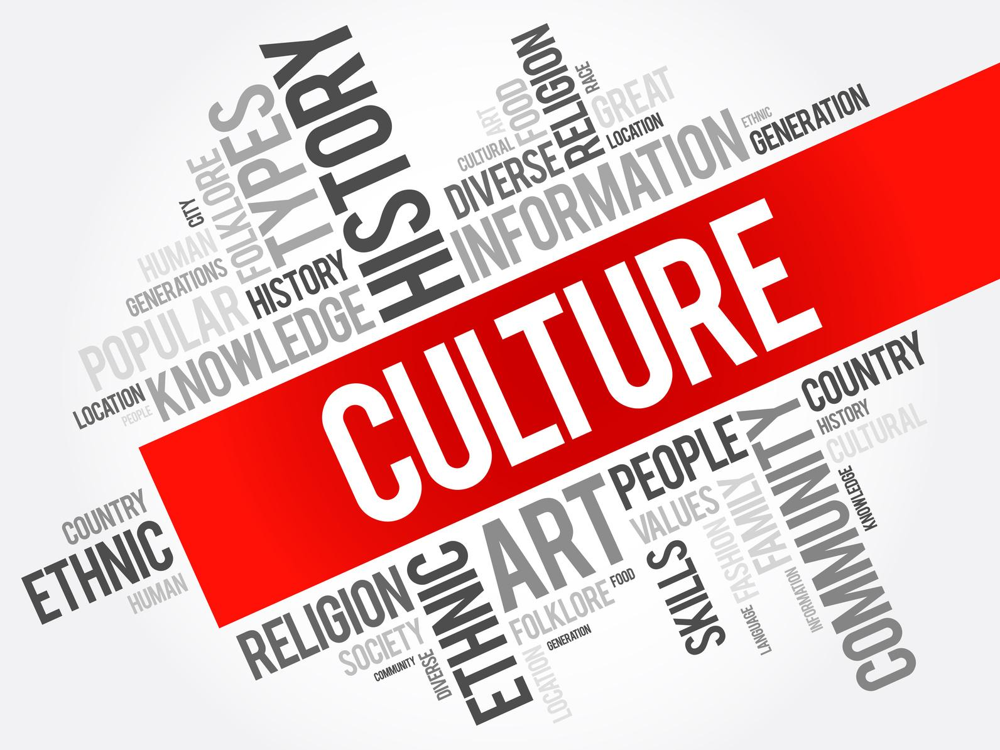 HISTORY
TYPES
FOLKLORE
CITY
HUMAN
GENERATIONS
POPULAR
HISTORY
KNOWLEDGE
LOCATION
PEOPLE
RELIGION
RACE
GREAT
FOOD
ART
CULTURAL
DIVERSE
LOCATION
INFORMATION
ETHNIC
GENERATION
CULTURE
COUNTRY
ETHNIC
HUMAN
RELIGION
SOCIETY
COMMUNITY
DIVERSE
ETHNIC
ART
FOLKLORE
FOOD
GENERATION
LOCATION
PEOPLE
VALUES
SKILLS
FASHION
FAMILY
LANGUAGE
INFORMATION
COMMUNITY
COUNTRY
HISTORY
CULTURAL
KNOWLEDGE